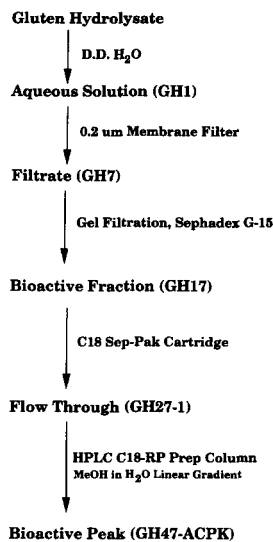 Gluten Hydrolysate
D.D. H₂O
Aqueous Solution (GH1)
0.2 um Membrane Filter
Filtrate (GH7)
Gel Filtration, Sephadex G-15
Bioactive Fraction (GH17)
C18 Sep-Pak Cartridge
Flow Through (GH27-1)
HPLC C18-RP Prep Column
MeOH in H₂O Linear Gradient
Bioactive Peak (GH47-ACPK)